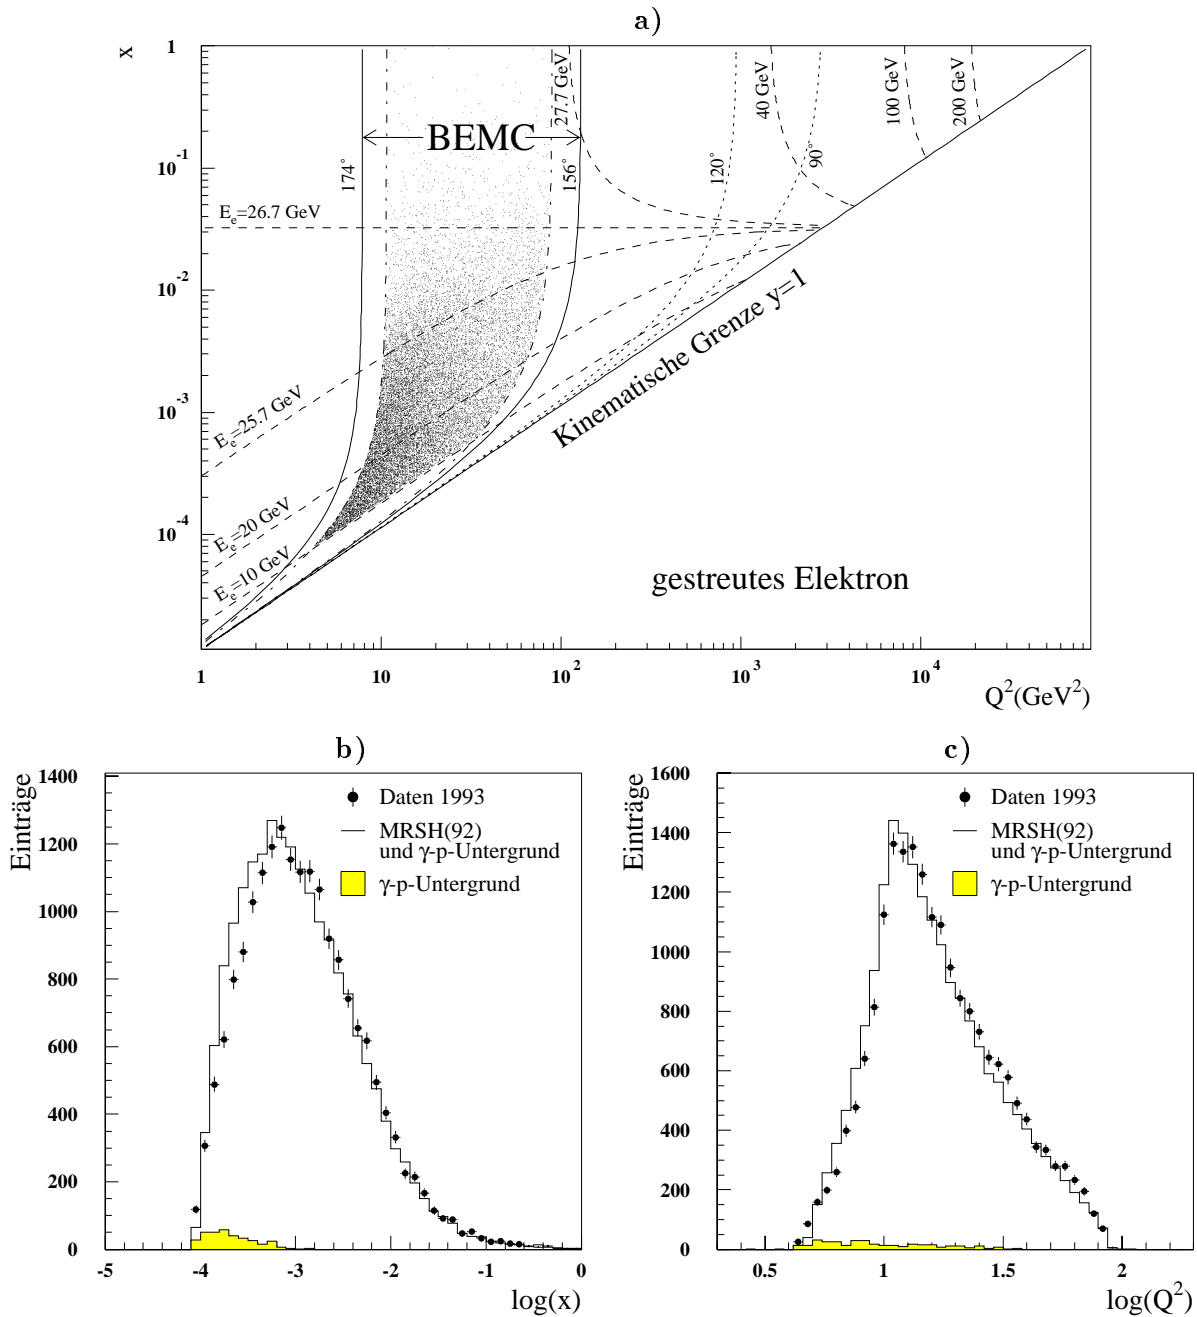 a)
x
1
10^-1
10^-2
10^-3
10^-4
BEMC
174°
156°
27.7 GeV
120°
40 GeV
90°
100 GeV
200 GeV
E_e=26.7 GeV
E_e=25.7 GeV
E_e=20 GeV
E_e=10 GeV
Kinematische Grenze y=1
gestreutes Elektron
1 10 10^2 10^3 10^4
Q^2(GeV^2)
b)
Einträge
1400
1200
1000
800
600
400
200
0
Daten 1993
MRSH(92)
und γ-p-Untergrund
γ-p-Untergrund
-5 -4 -3 -2 -1 0
log(x)
c)
Einträge
1600
1400
1200
1000
800
600
400
200
0
Daten 1993
MRSH(92)
und γ-p-Untergrund
γ-p-Untergrund
0.5 1 1.5 2
log(Q^2)